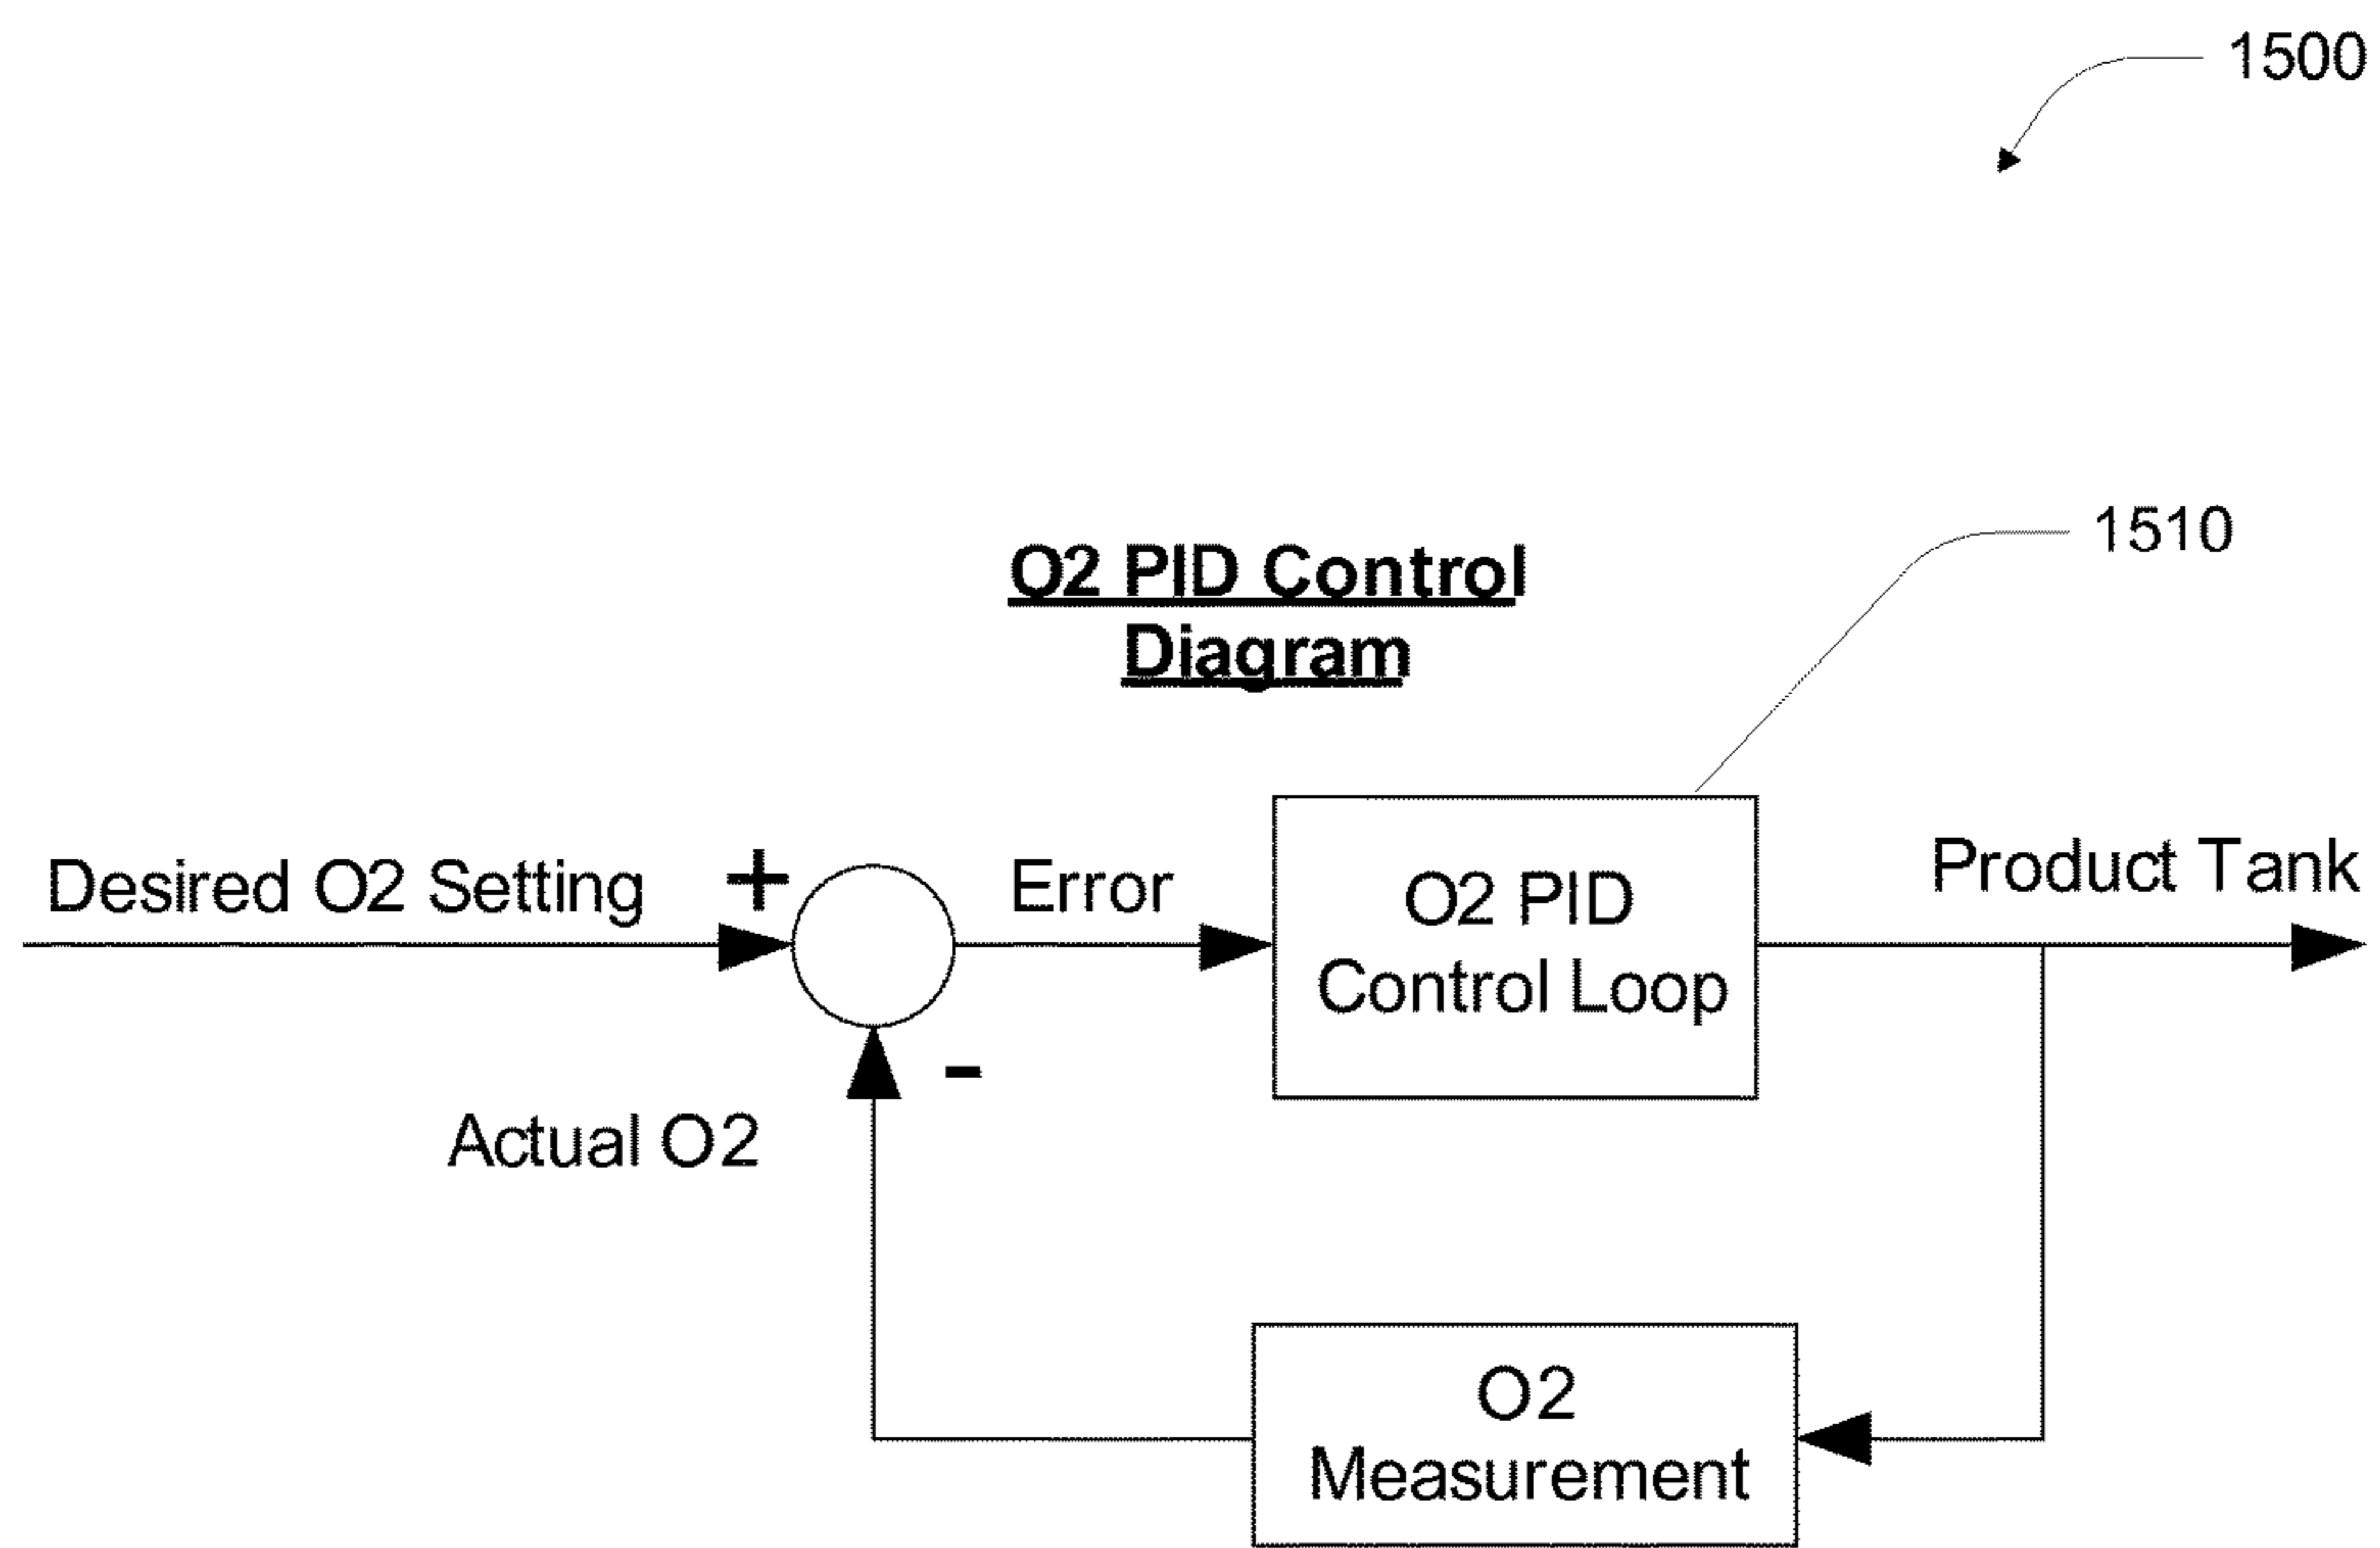 1500
1510
O2 PID Control
Diagram
Desired O2 Setting
+
Error
O2 PID
Control Loop
Product Tank
-
Actual O2
O2
Measurement